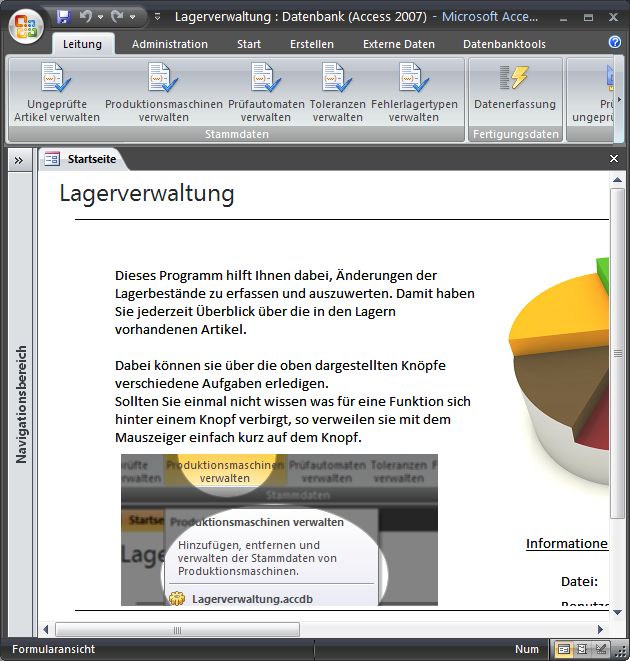 Lagerverwaltung : Datenbank (Access 2007) - Microsoft Acce...
Leitung Administration Start Erstellen Externe Daten Datenbanktools
Ungeprüfte Artikel verwalten
Produktionsmaschinen verwalten
Prüfautomaten verwalten
Toleranzen verwalten
Fehlerlagertypen verwalten
Datenerfassung
Prü
ungeprü
Stammdaten
Fertigungsdaten
Startseite
Navigationsbereich
Lagerverwaltung
Dieses Programm hilft Ihnen dabei, Änderungen der
Lagerbestände zu erfassen und auszuwerten. Damit haben
Sie jederzeit Überblick über die in den Lagern
vorhandenen Artikel.
Dabei können sie über die oben dargestellten Knöpfe
verschiedene Aufgaben erledigen.
Sollten Sie einmal nicht wissen was für eine Funktion sich
hinter einem Knopf verbirgt, so verweilen sie mit dem
Mauszeiger einfach kurz auf dem Knopf.
prüfte Produktionsmaschinen Prüfautomaten Toleranzen F
rwalten verwalten verwalten verwalten
Stammdaten
Startse
Produktionsmaschinen verwalten
Lage
Hinzufügen, entfernen und
verwalten der Stammdaten von
Produktionsmaschinen.
Lagerverwaltung.accdb
Informatione
Datei:
Formularansicht
Num